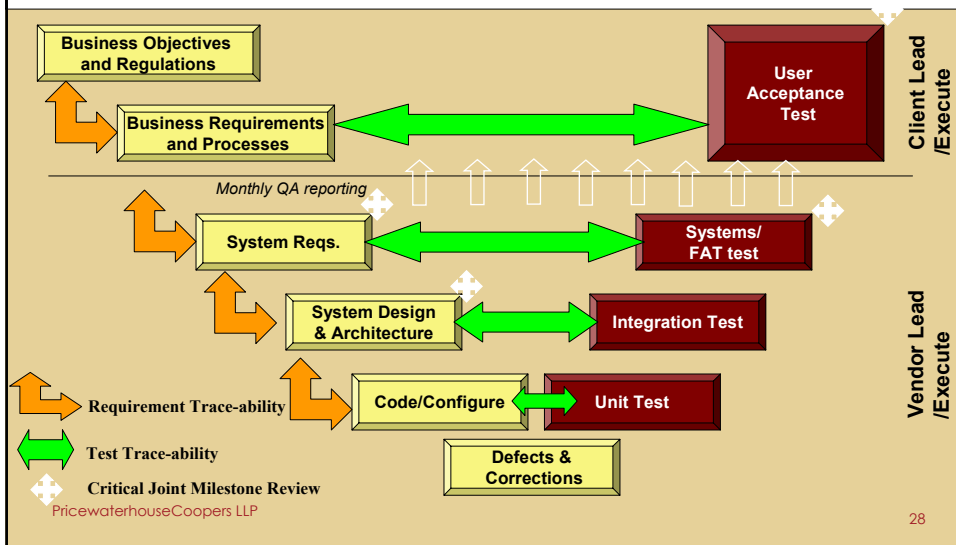 Business Objectives
and Regulations
User
Acceptance
Test
Client Lead
/Execute
Business Requirements
and Processes
Monthly QA reporting
System Reqs.
Systems/
FAT test
System Design
& Architecture
Integration Test
Vendor Lead
/Execute
Code/Configure
Unit Test
Requirement Trace-ability
Defects &
Corrections
Test Trace-ability
Critical Joint Milestone Review
PricewaterhouseCoopers LLP
28